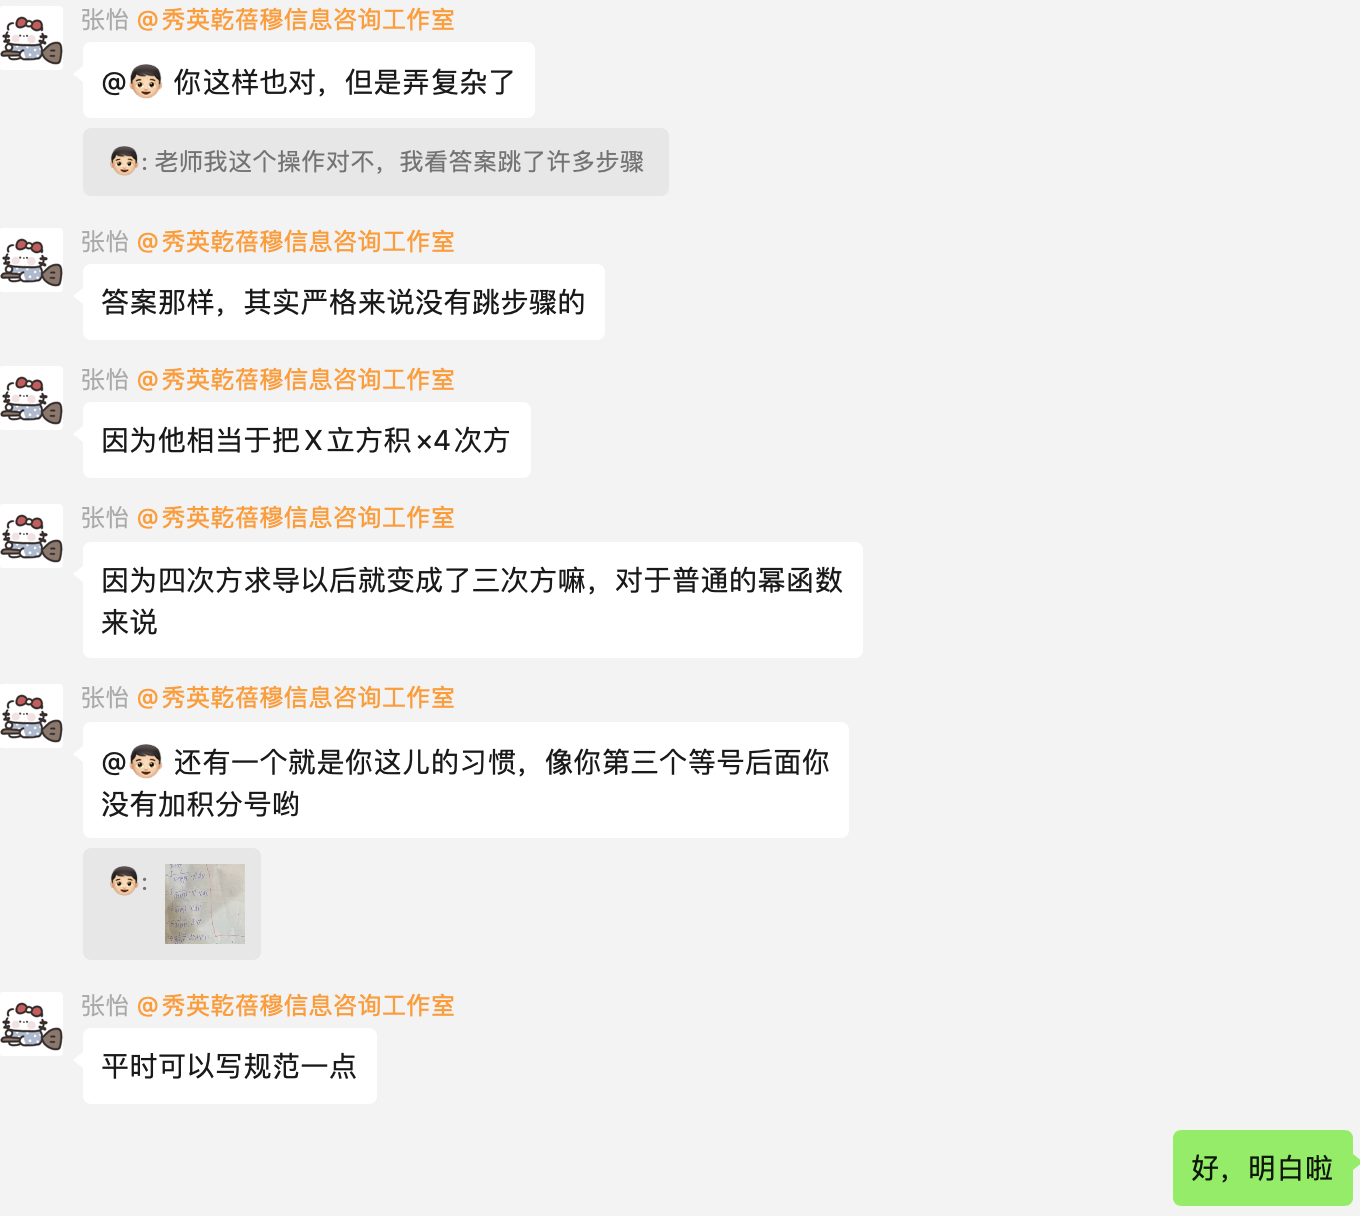 张怡 @秀英乾蓓穆信息咨询工作室
@👦🏻 你这样也对，但是弄复杂了
👦🏻: 老师我这个操作对不，我看答案跳了许多步骤
张怡 @秀英乾蓓穆信息咨询工作室
答案那样，其实严格来说没有跳步骤的
张怡 @秀英乾蓓穆信息咨询工作室
因为他相当于把X立方积×4次方
张怡 @秀英乾蓓穆信息咨询工作室
因为四次方求导以后就变成了三次方嘛，对于普通的幂函数
来说
张怡 @秀英乾蓓穆信息咨询工作室
@👦🏻 还有一个就是你这儿的习惯，像你第三个等号后面你
没有加积分号哟
👦🏻:
张怡 @秀英乾蓓穆信息咨询工作室
平时可以写规范一点
好，明白啦